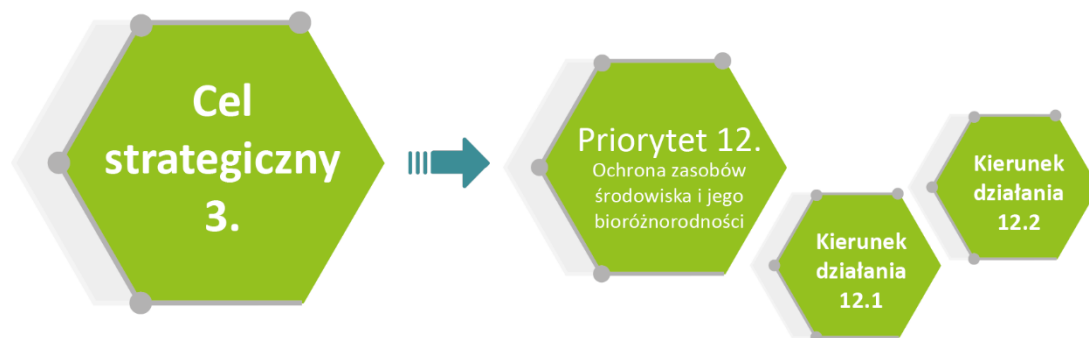 Cel
strategiczny
3.
Priorytet 12.
Ochrona zasobów
środowiska i jego
bioróżnorodności
Kierunek
działania
12.1
Kierunek
działania
12.2